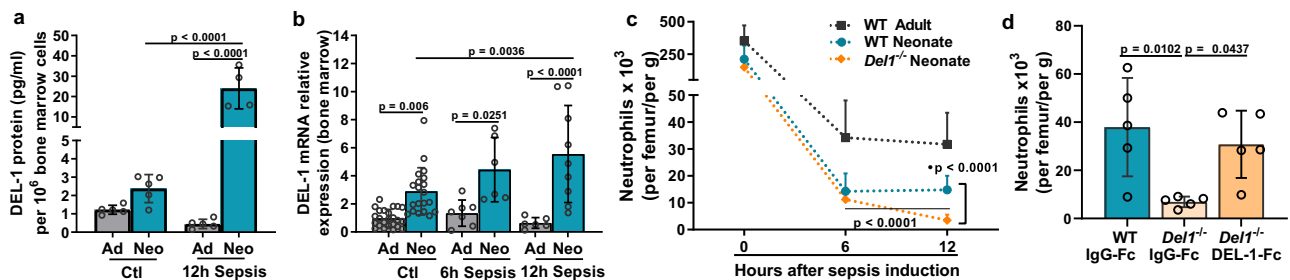 a
DEL-1 protein (pg/ml)
per 10⁶ bone marrow cells
50
40
30
20
10
5
4
3
2
1
0
p < 0.0001
p <0.0001
Ad Neo Ad Neo
Ctl 12h Sepsis
b
DEL-1 mRNA relative
expression (bone marrow)
14
12
10
8
6
4
2
0
p = 0.0036
p < 0.0001
p = 0.006
p = 0.0251
Ad Neo Ad Neo Ad Neo
Ctl 6h Sepsis 12h Sepsis
c
Neutrophils x 10³
(per femur/per g)
500
250
50
40
30
20
10
0
WT Adult
WT Neonate
Del1⁻/⁻ Neonate
•p < 0.0001
p < 0.0001
0 6 12
Hours after sepsis induction
d
Neutrophils x10³
(per femur/per g)
80
60
40
20
0
p = 0.0102 p = 0.0437
WT Del1⁻/⁻ Del1⁻/⁻
IgG-Fc IgG-Fc DEL-1-Fc